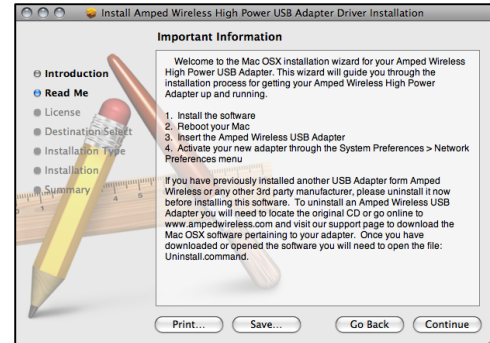 Install Amped Wireless High Power USB Adapter Driver Installation
Important Information
Introduction
Read Me
License
Destination Select
Installation Type
Installation
Summary
Welcome to the Mac OSX installation wizard for your Amped Wireless
High Power USB Adapter. This wizard will guide you through the
installation process for getting your Amped Wireless High Power
Adapter up and running.
1. Install the software
2. Reboot your Mac
3. Insert the Amped Wireless USB Adapter
4. Activate your new adapter through the System Preferences > Network
Preferences menu
If you have previously installed another USB Adapter form Amped
Wireless or any other 3rd party manufacturer, please uninstall it now
before installing this software. To uninstall an Amped Wireless USB
Adapter you will need to locate the original CD or go online to
www.ampedwireless.com and visit our support page to download the
Mac OSX software pertaining to your adapter. Once you have
downloaded or opened the software you will need to open the file:
Uninstall.command.
Print...
Save...
Go Back
Continue